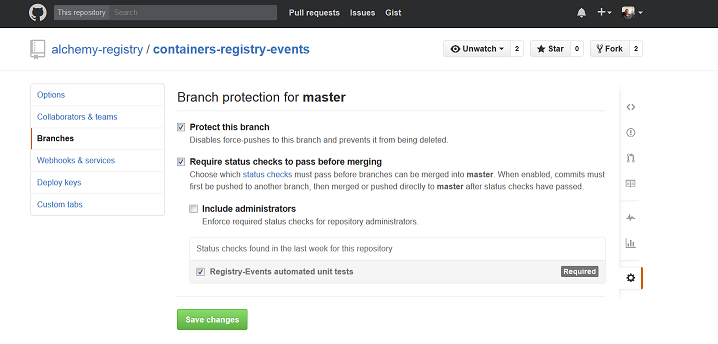 This repository Search Pull requests Issues Gist
alchemy-registry / containers-registry-events Unwatch 2 Star 0 Fork 2
Options
Collaborators & teams
Branches
Webhooks & services
Deploy keys
Custom tabs
Branch protection for master
Protect this branch
Disables force-pushes to this branch and prevents it from being deleted.
Require status checks to pass before merging
Choose which status checks must pass before branches can be merged into master. When enabled, commits must
first be pushed to another branch, then merged or pushed directly to master after status checks have passed.
Include administrators
Enforce required status checks for repository administrators.
Status checks found in the last week for this repository
Registry-Events automated unit tests Required
Save changes